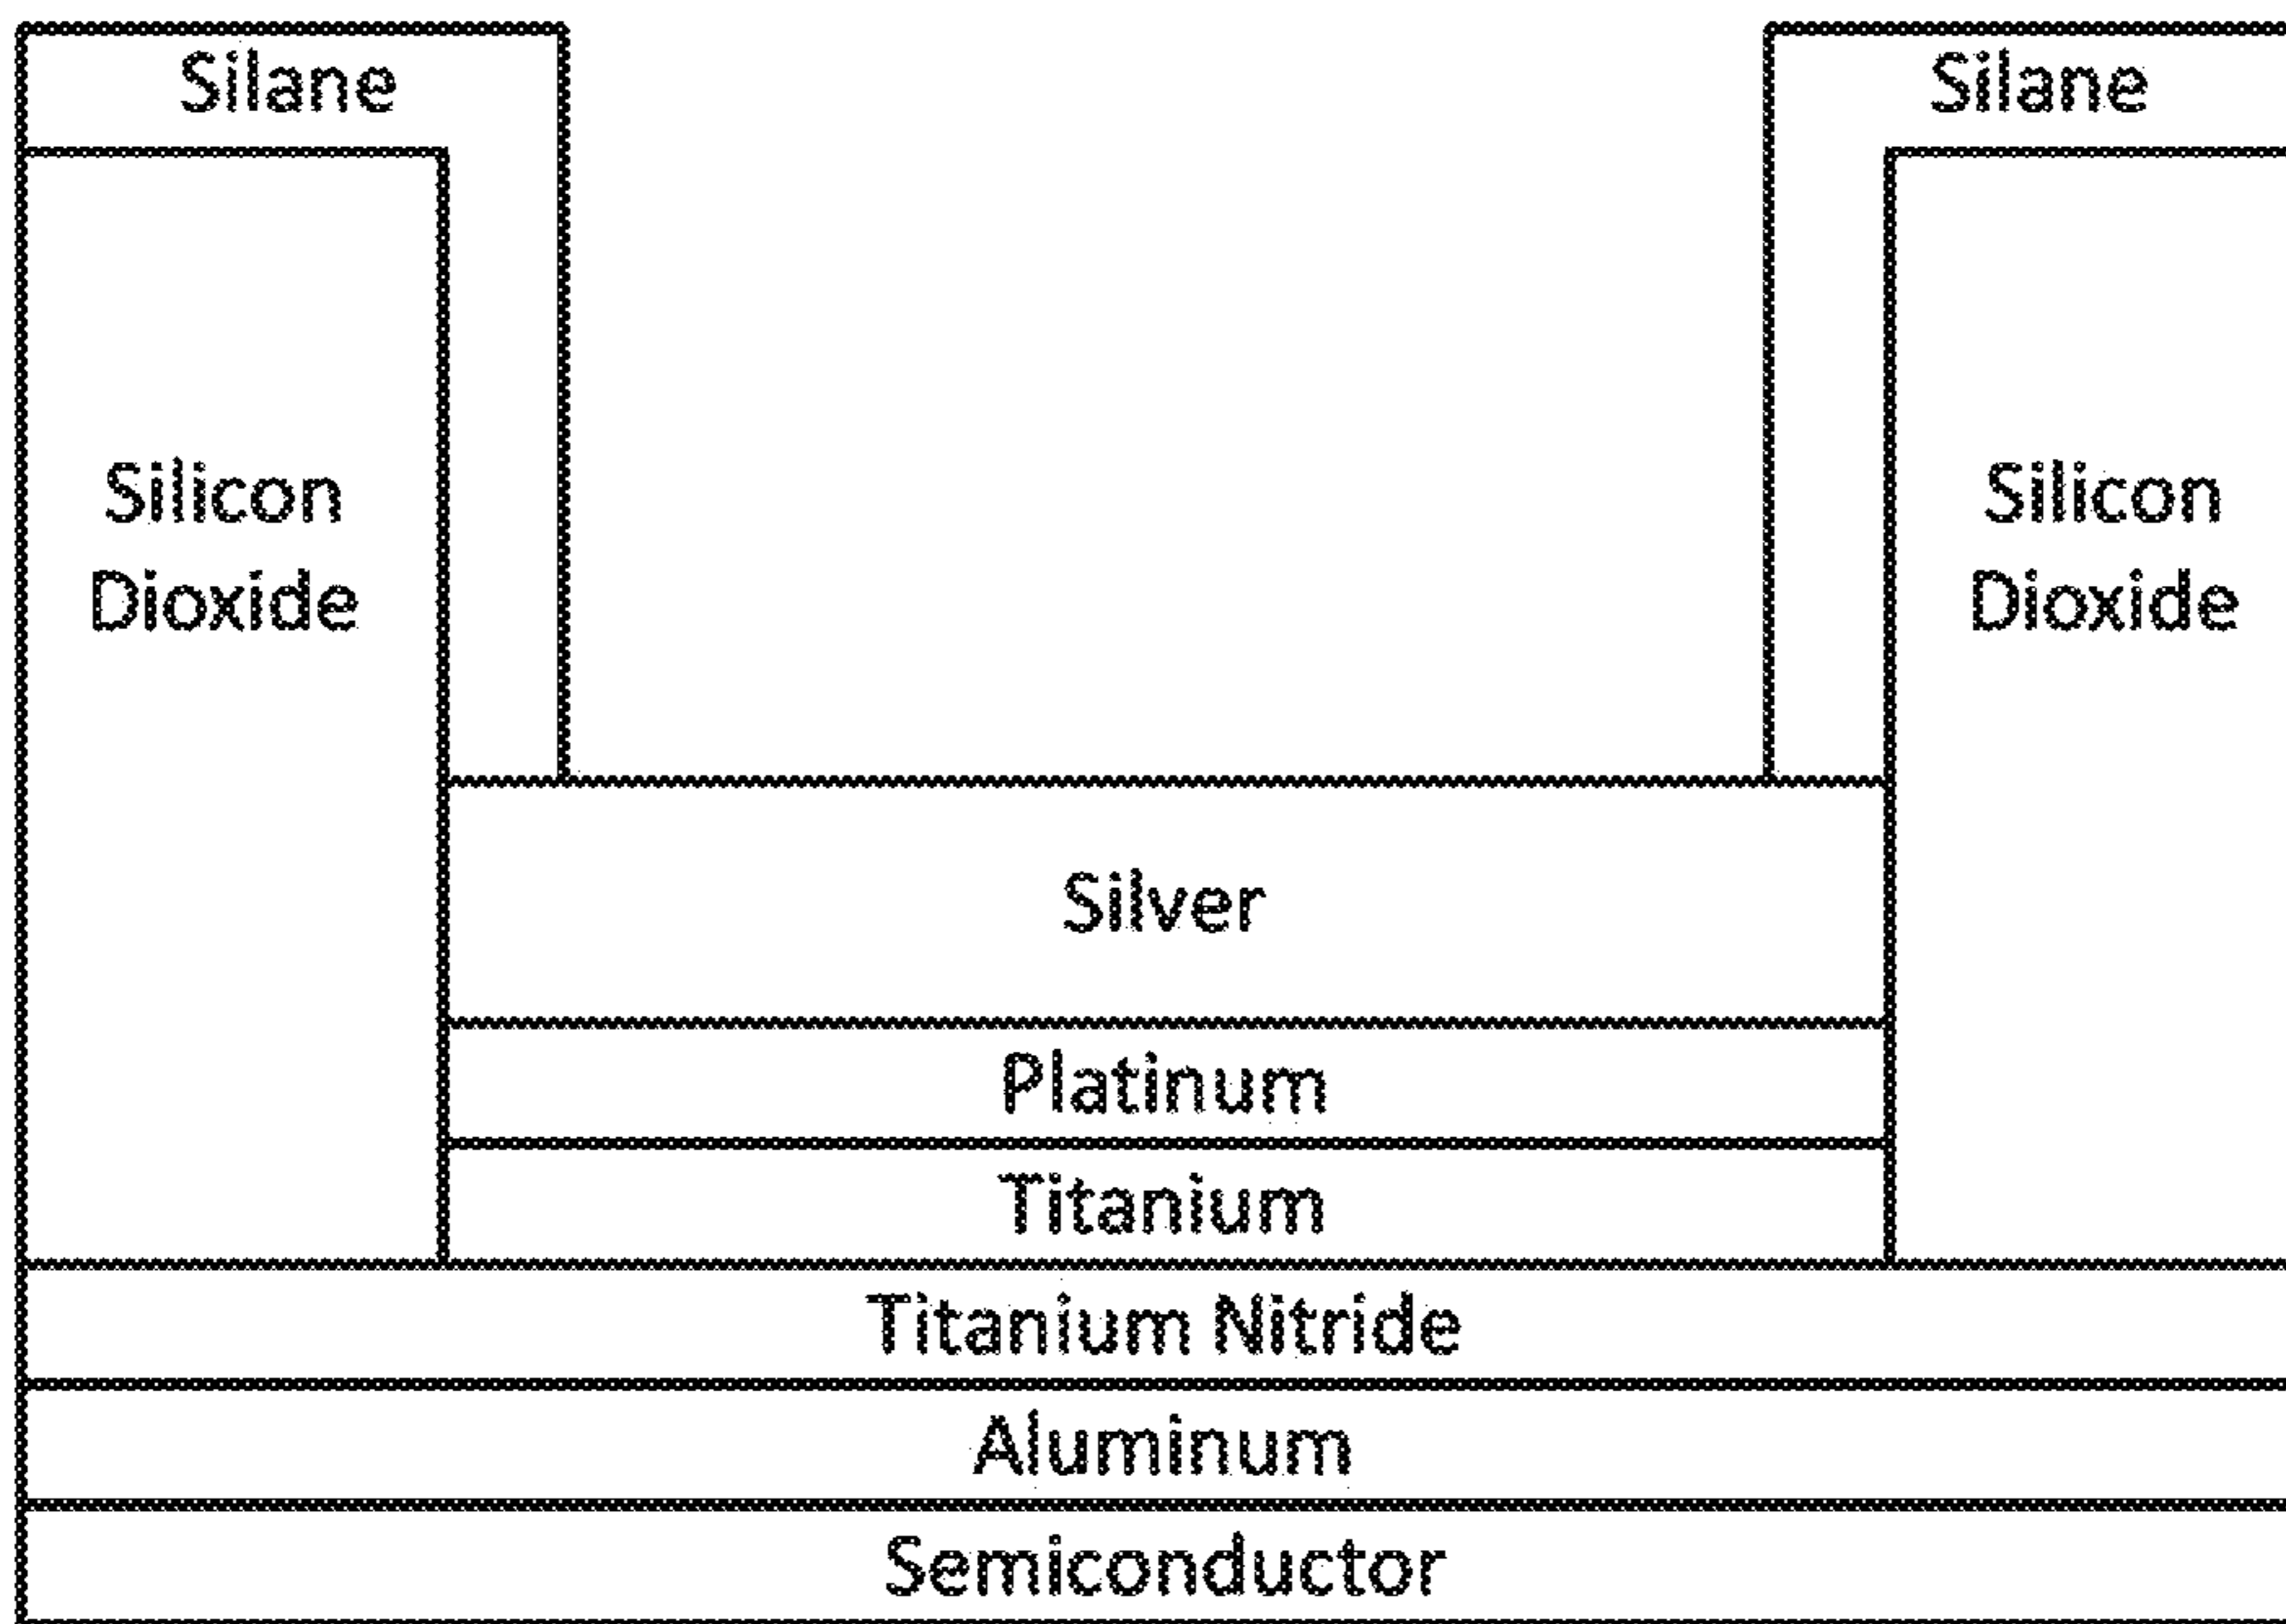 Silane
Silane
Silicon
Dioxide
Silicon
Dioxide
Silver
Platinum
Titanium
Titanium Nitride
Aluminum
Semiconductor